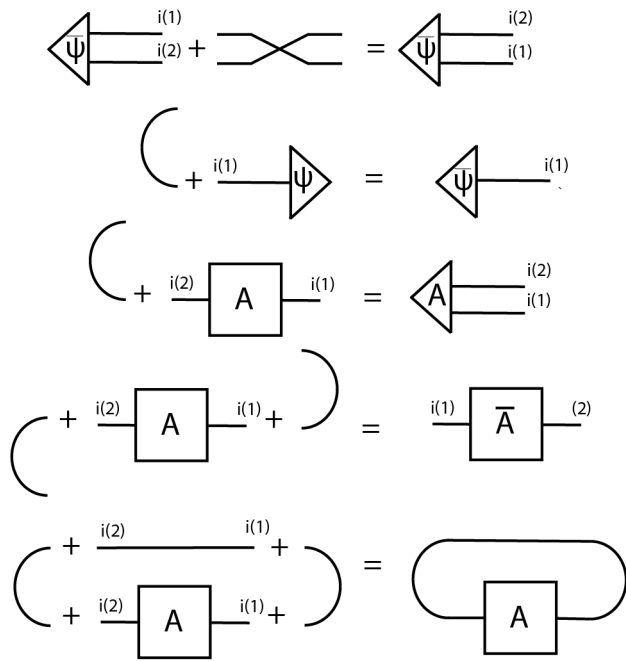 ψ̅ i(1) i(2) + = ψ̅ i(2) i(1)
+ i(1) ψ = ψ̅ i(1)
+ i(2) A i(1) = A i(2) i(1)
+ i(2) A i(1) + = i(1) A̅ (2)
+ i(2) i(1) +
+ i(2) A i(1) + = A